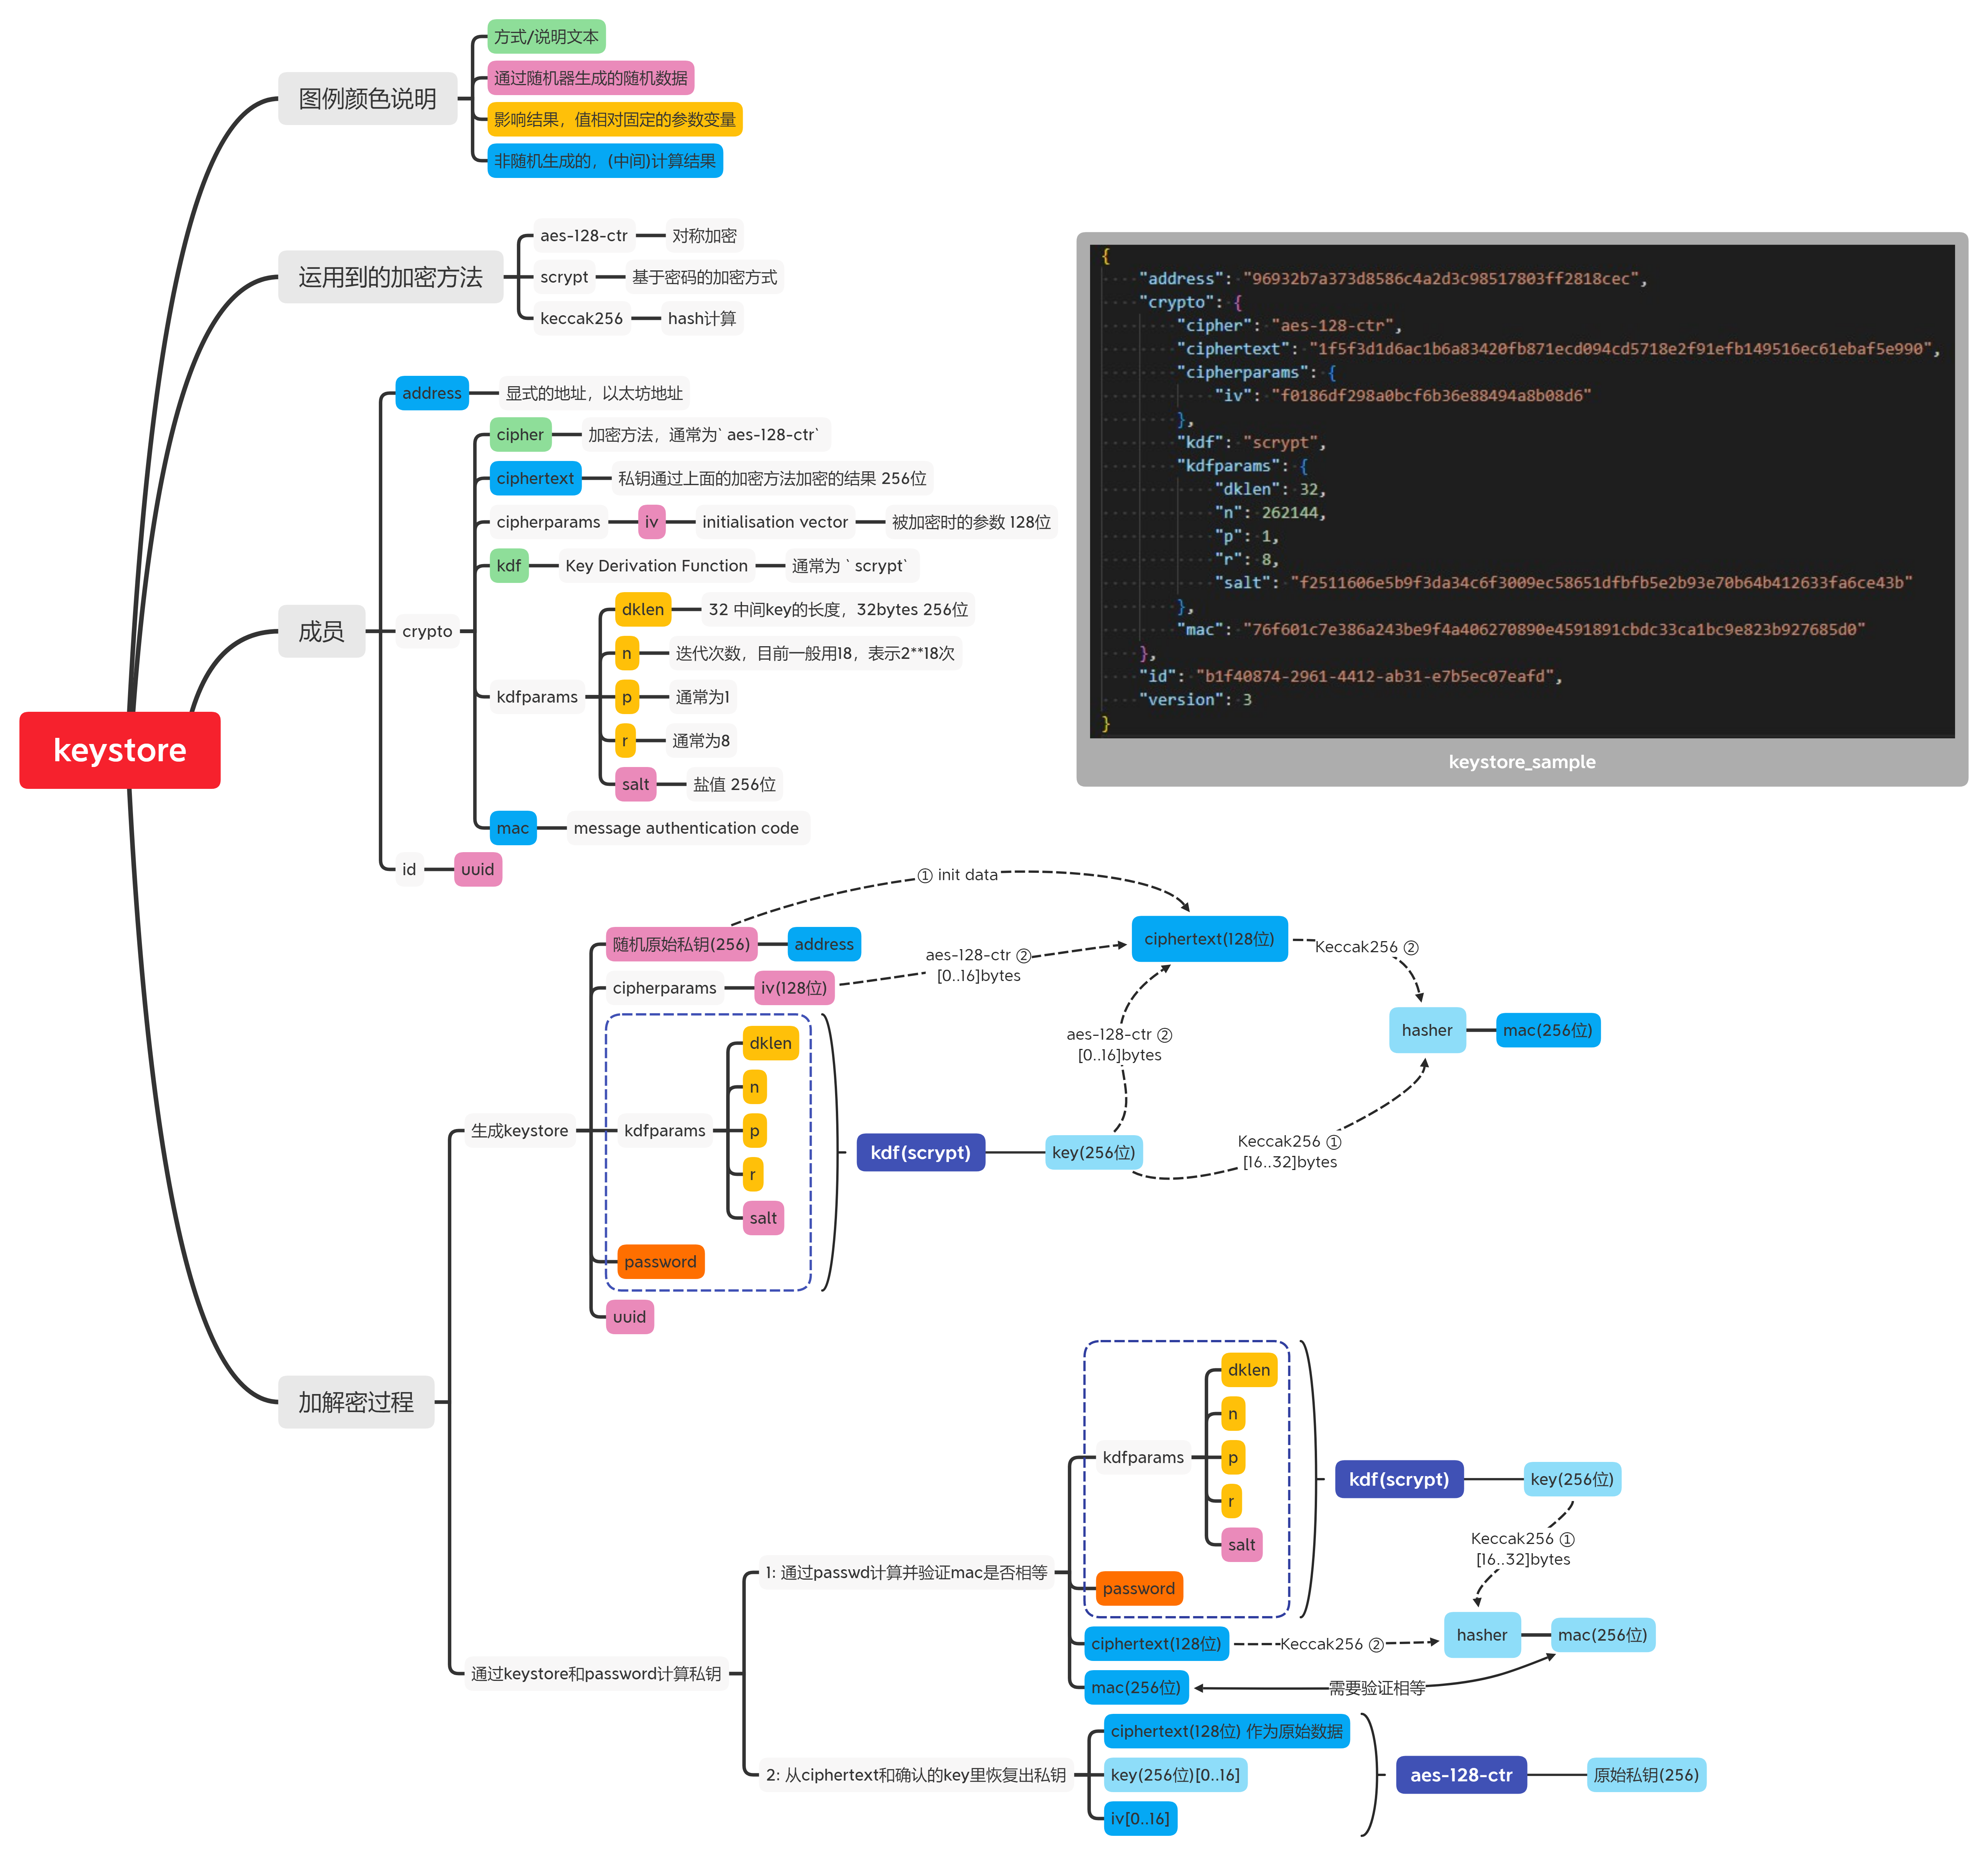 keystore
图例颜色说明
方式/说明文本
通过随机器生成的随机数据
影响结果，值相对固定的参数变量
非随机生成的，(中间)计算结果
运用到的加密方法
aes-128-ctr
对称加密
scrypt
基于密码的加密方式
keccak256
hash计算
成员
address
显式的地址，以太坊地址
crypto
cipher
加密方法，通常为` aes-128-ctr`
ciphertext
私钥通过上面的加密方法加密的结果 256位
cipherparams
iv
initialisation vector
被加密时的参数 128位
kdf
Key Derivation Function
通常为 ` scrypt`
kdfparams
dklen
32 中间key的长度，32bytes 256位
n
迭代次数，目前一般用18，表示2**18次
p
通常为1
r
通常为8
salt
盐值 256位
mac
message authentication code
id
uuid
{
"address": "96932b7a373d8586c4a2d3c98517803ff2818cec",
"crypto": {
"cipher": "aes-128-ctr",
"ciphertext": "1f5f3d1d6ac1b6a83420fb871ecd094cd5718e2f91efb149516ec61ebaf5e990",
"cipherparams": {
"iv": "f0186df298a0bcf6b36e88494a8b08d6"
},
"kdf": "scrypt",
"kdfparams": {
"dklen": 32,
"n": 262144,
"p": 1,
"r": 8,
"salt": "f2511606e5b9f3da34c6f3009ec58651dfbfb5e2b93e70b64b412633fa6ce43b"
},
"mac": "76f601c7e386a243be9f4a406270890e4591891cbdc33ca1bc9e823b927685d0"
},
"id": "b1f40874-2961-4412-ab31-e7b5ec07eafd",
"version": 3
}
keystore_sample
加解密过程
生成keystore
随机原始私钥(256)
address
① init data
cipherparams
iv(128位)
aes-128-ctr ②
[0..16]bytes
ciphertext(128位)
Keccak256 ②
hasher
mac(256位)
kdfparams
dklen
n
p
r
salt
password
kdf(scrypt)
key(256位)
aes-128-ctr ②
[0..16]bytes
Keccak256 ①
[16..32]bytes
uuid
通过keystore和password计算私钥
1: 通过passwd计算并验证mac是否相等
kdfparams
dklen
n
p
r
salt
password
kdf(scrypt)
key(256位)
Keccak256 ①
[16..32]bytes
ciphertext(128位)
Keccak256 ②
hasher
mac(256位)
mac(256位)
需要验证相等
2: 从ciphertext和确认的key里恢复出私钥
ciphertext(128位) 作为原始数据
key(256位)[0..16]
iv[0..16]
aes-128-ctr
原始私钥(256)